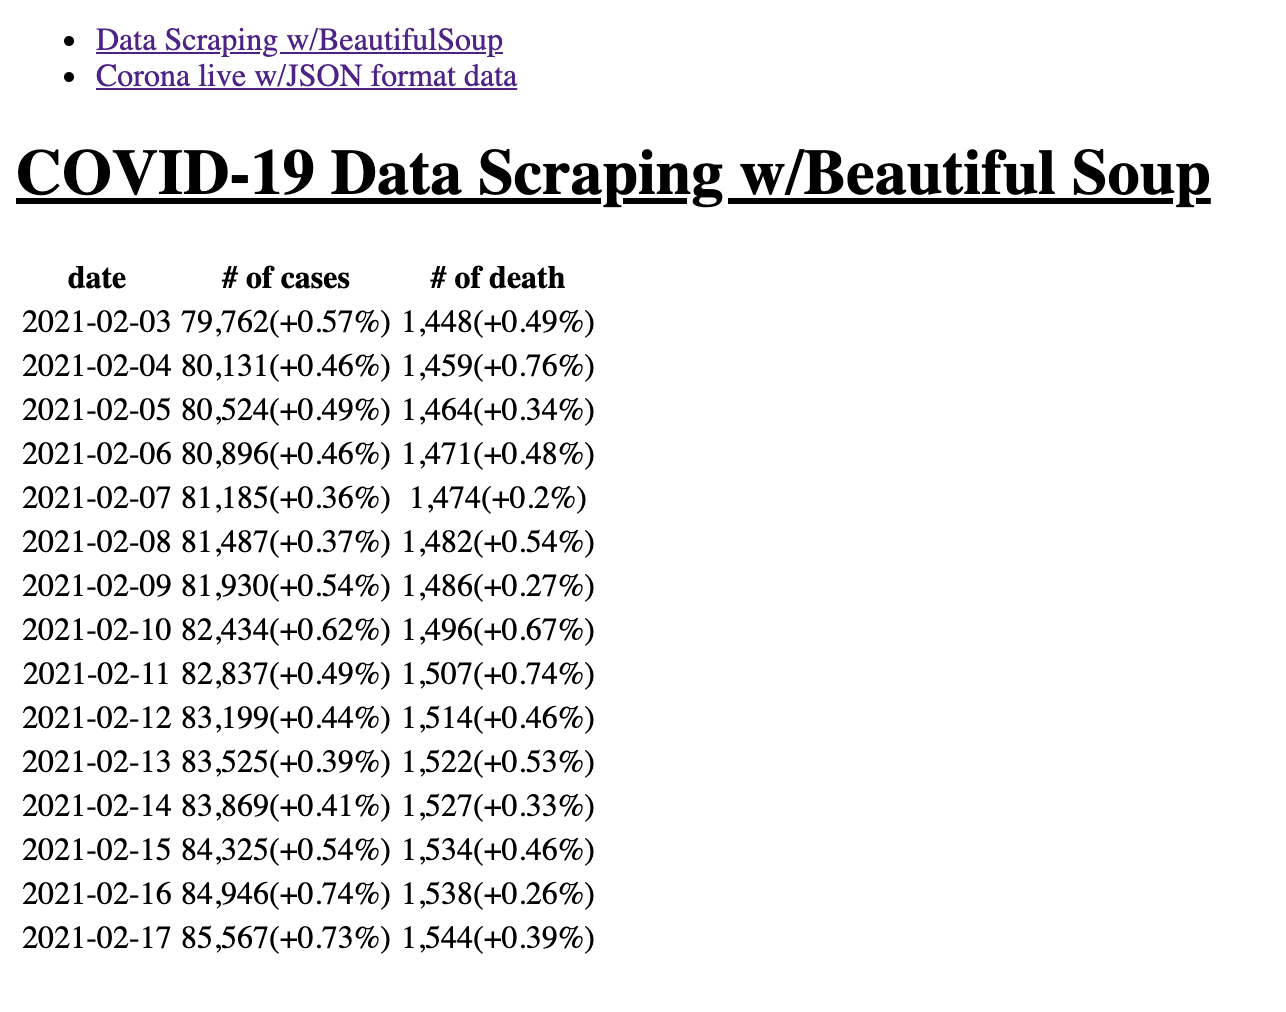 Data Scraping w/BeautifulSoup
Corona live w/JSON format data
COVID-19 Data Scraping w/Beautiful Soup
date # of cases # of death
2021-02-03 79,762(+0.57%) 1,448(+0.49%)
2021-02-04 80,131(+0.46%) 1,459(+0.76%)
2021-02-05 80,524(+0.49%) 1,464(+0.34%)
2021-02-06 80,896(+0.46%) 1,471(+0.48%)
2021-02-07 81,185(+0.36%) 1,474(+0.2%)
2021-02-08 81,487(+0.37%) 1,482(+0.54%)
2021-02-09 81,930(+0.54%) 1,486(+0.27%)
2021-02-10 82,434(+0.62%) 1,496(+0.67%)
2021-02-11 82,837(+0.49%) 1,507(+0.74%)
2021-02-12 83,199(+0.44%) 1,514(+0.46%)
2021-02-13 83,525(+0.39%) 1,522(+0.53%)
2021-02-14 83,869(+0.41%) 1,527(+0.33%)
2021-02-15 84,325(+0.54%) 1,534(+0.46%)
2021-02-16 84,946(+0.74%) 1,538(+0.26%)
2021-02-17 85,567(+0.73%) 1,544(+0.39%)